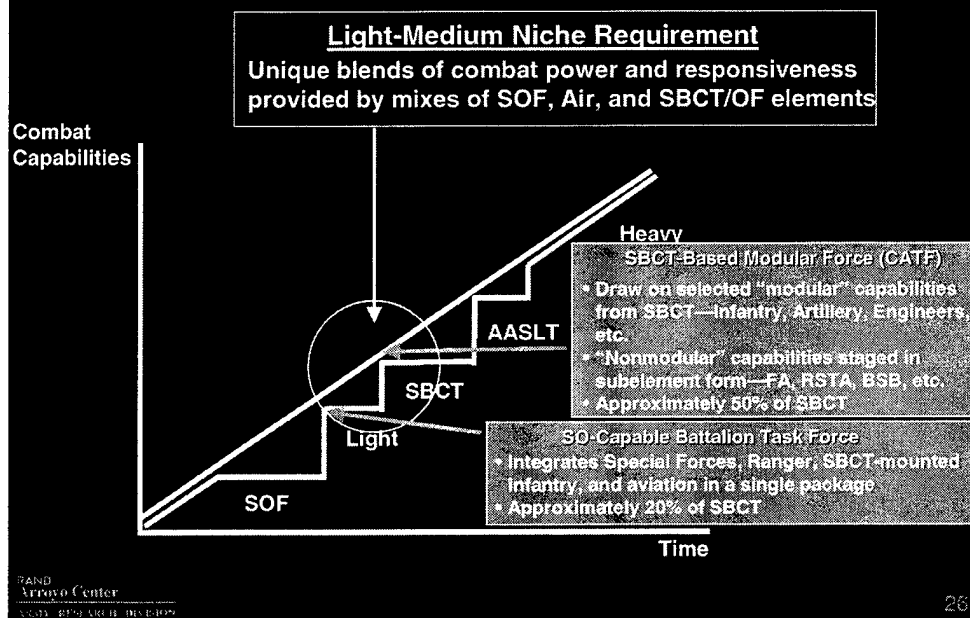 Light-Medium Niche Requirement
Unique blends of combat power and responsiveness
provided by mixes of SOF, Air, and SBCT/OF elements
Combat
Capabilities
Heavy
SBCT-Based Modular Force (CATF)
• Draw on selected "modular" capabilities
from SBCT—Infantry, Artillery, Engineers,
etc.
• "Nonmodular" capabilities staged in
subelement form—FA, RSTA, BSB, etc.
• Approximately 50% of SBCT
AASLT
SBCT
Light
SO-Capable Battalion Task Force
• Integrates Special Forces, Ranger, SBCT-mounted
Infantry, and aviation in a single package
• Approximately 20% of SBCT
SOF
Time
RAND
Arroyo Center
ARMY RESEARCH DIVISION
26